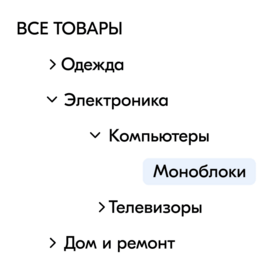 ВСЕ ТОВАРЫ
Одежда
Электроника
Компьютеры
Моноблоки
Телевизоры
Дом и ремонт